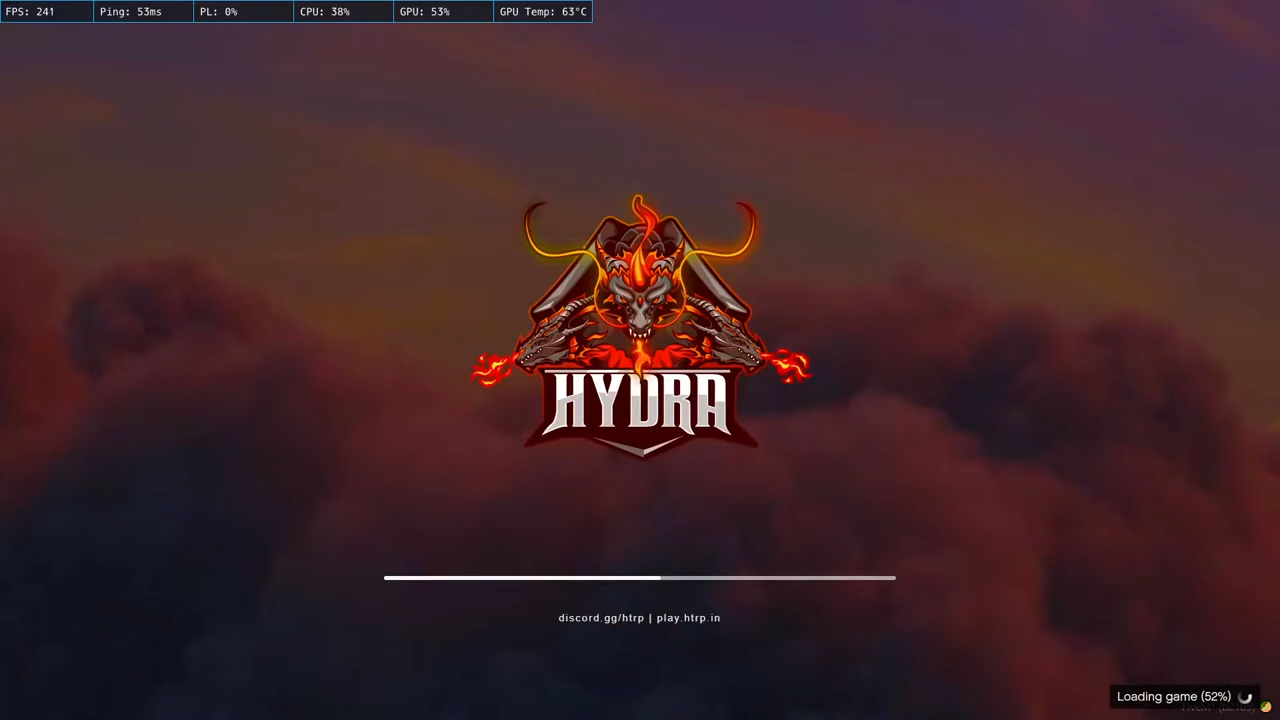 FPS: 241 Ping: 53ms PL: 0% CPU: 38% GPU: 53% GPU Temp: 63°C
HYDRA
discord.gg/htrp | play.htrp.in
Loading game (52%)